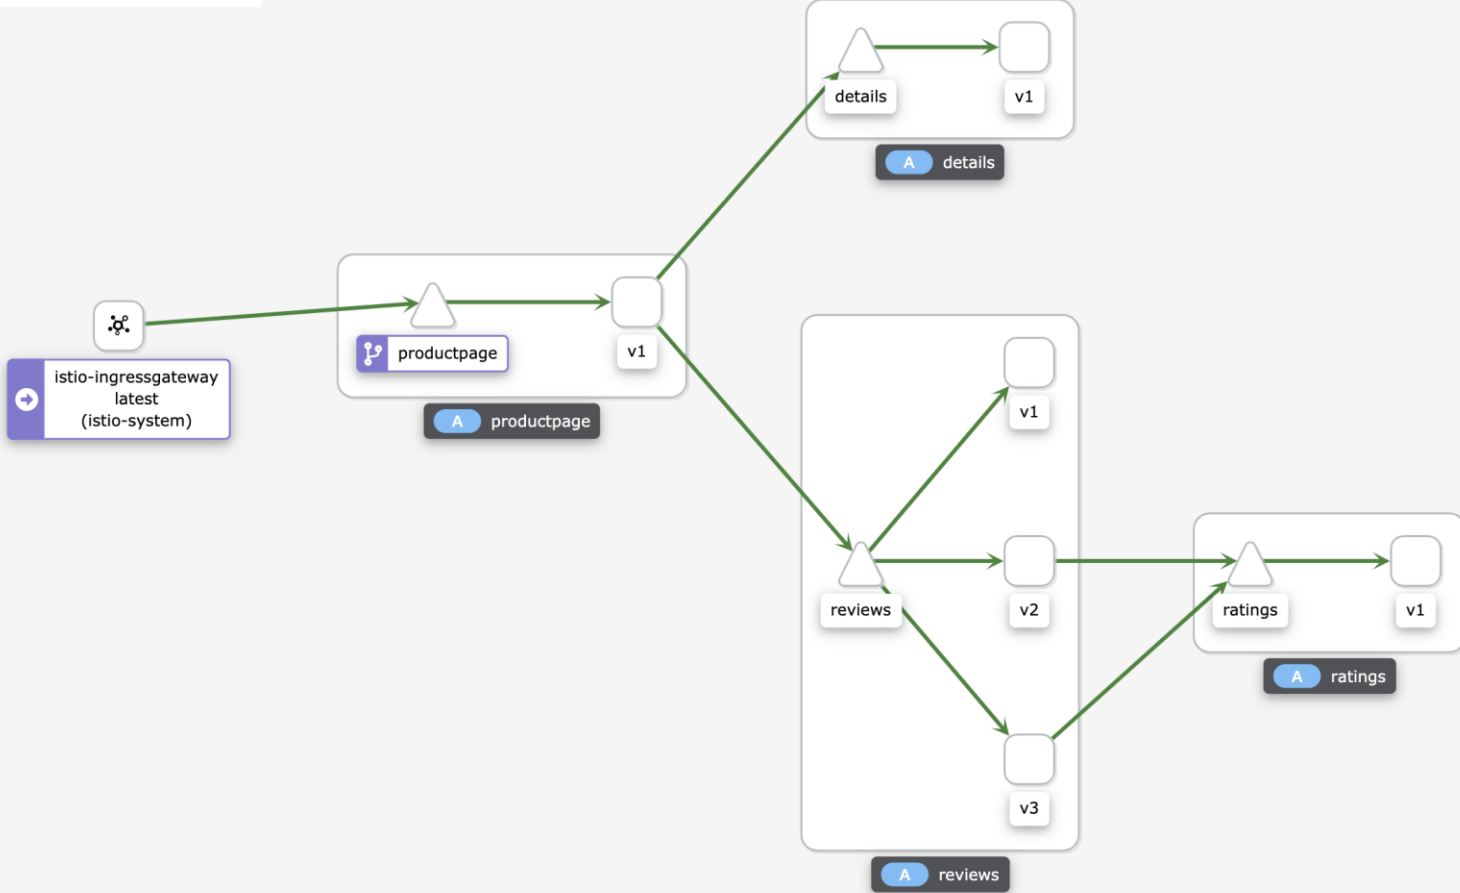 details
v1
A details
productpage
v1
istio-ingressgateway
latest
(istio-system)
A productpage
v1
reviews
v2
ratings
v1
A ratings
v3
A reviews